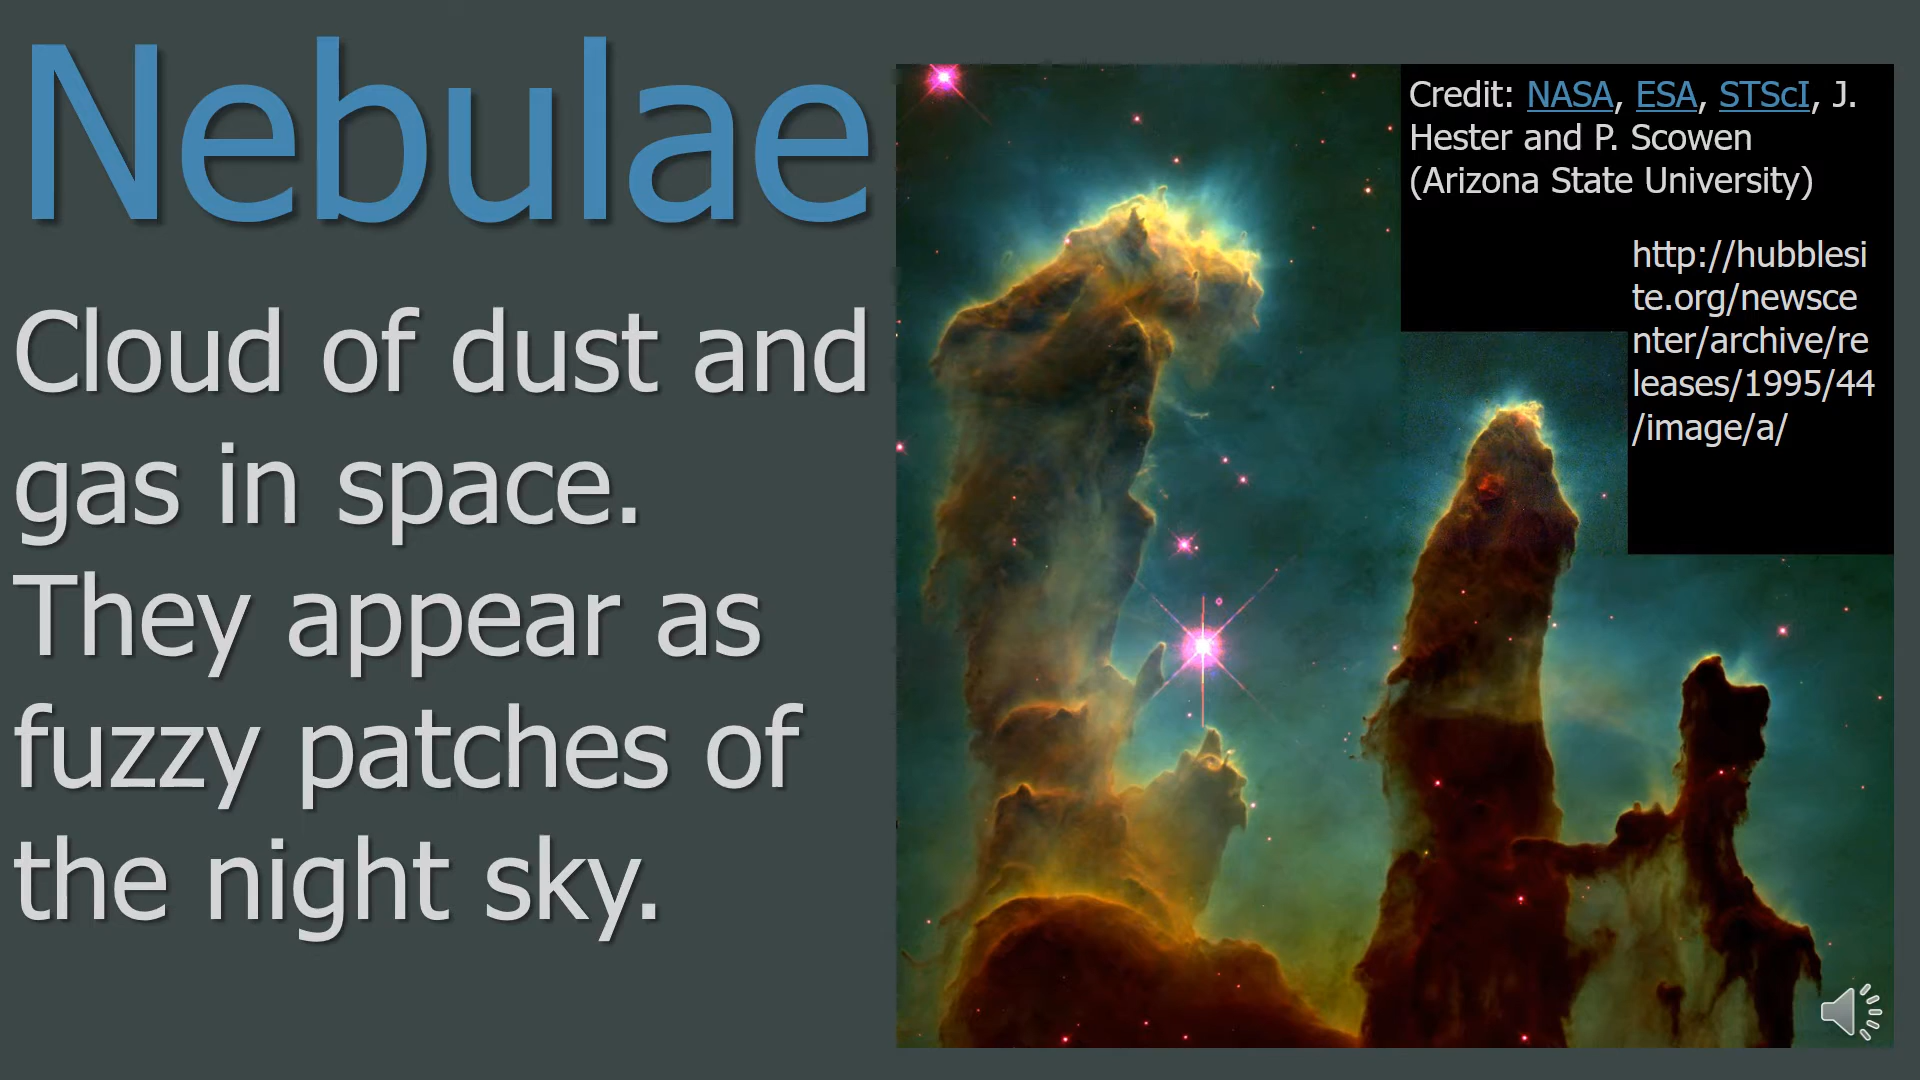 Nebulae
Cloud of dust and
gas in space.
They appear as
fuzzy patches of
the night sky.
Credit: NASA, ESA, STScI, J.
Hester and P. Scowen
(Arizona State University)
http://hubblesi
te.org/newsce
nter/archive/re
leases/1995/44
/image/a/